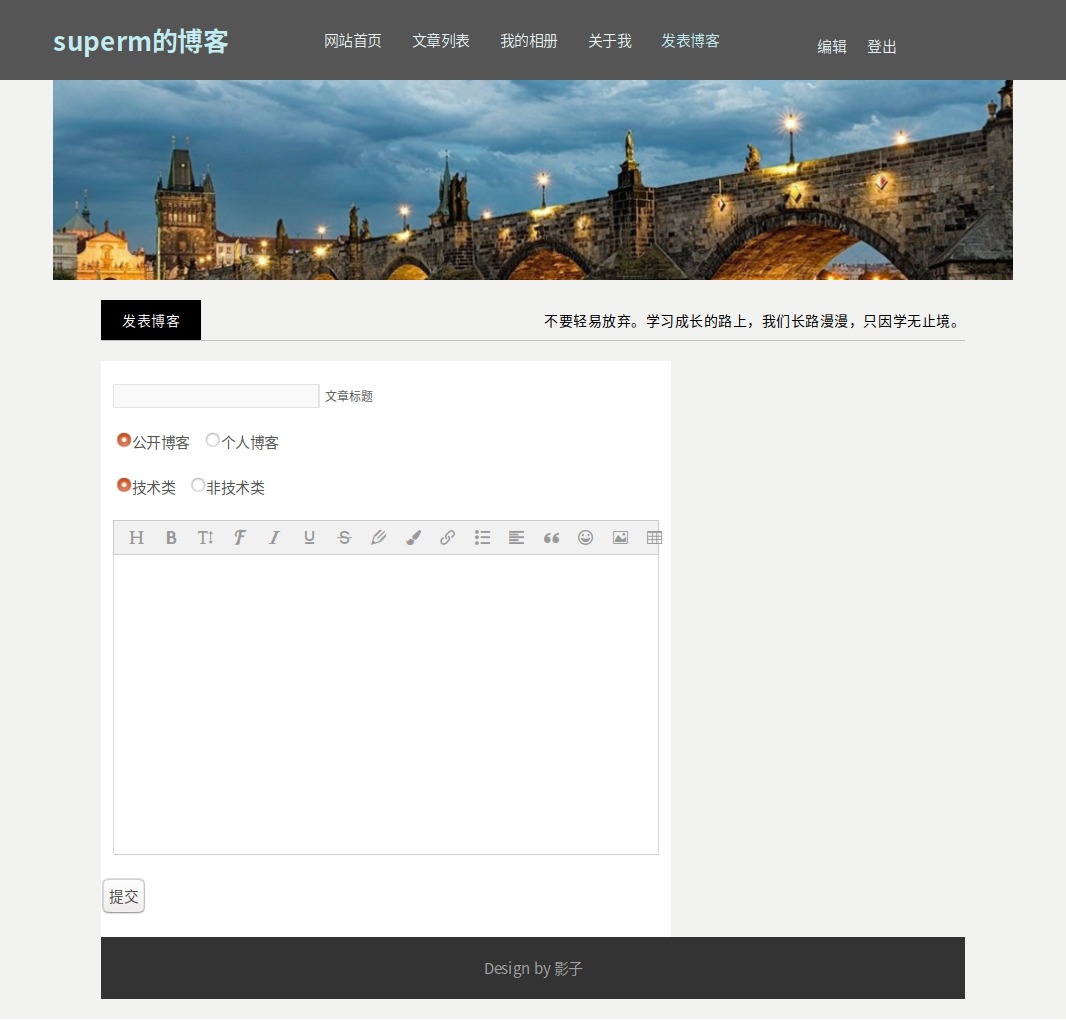 superm的博客
网站首页 文章列表 我的相册 关于我 发表博客
编辑 登出
发表博客
不要轻易放弃。学习成长的路上，我们长路漫漫，只因学无止境。
文章标题
公开博客 个人博客
技术类 非技术类
提交
Design by 影子